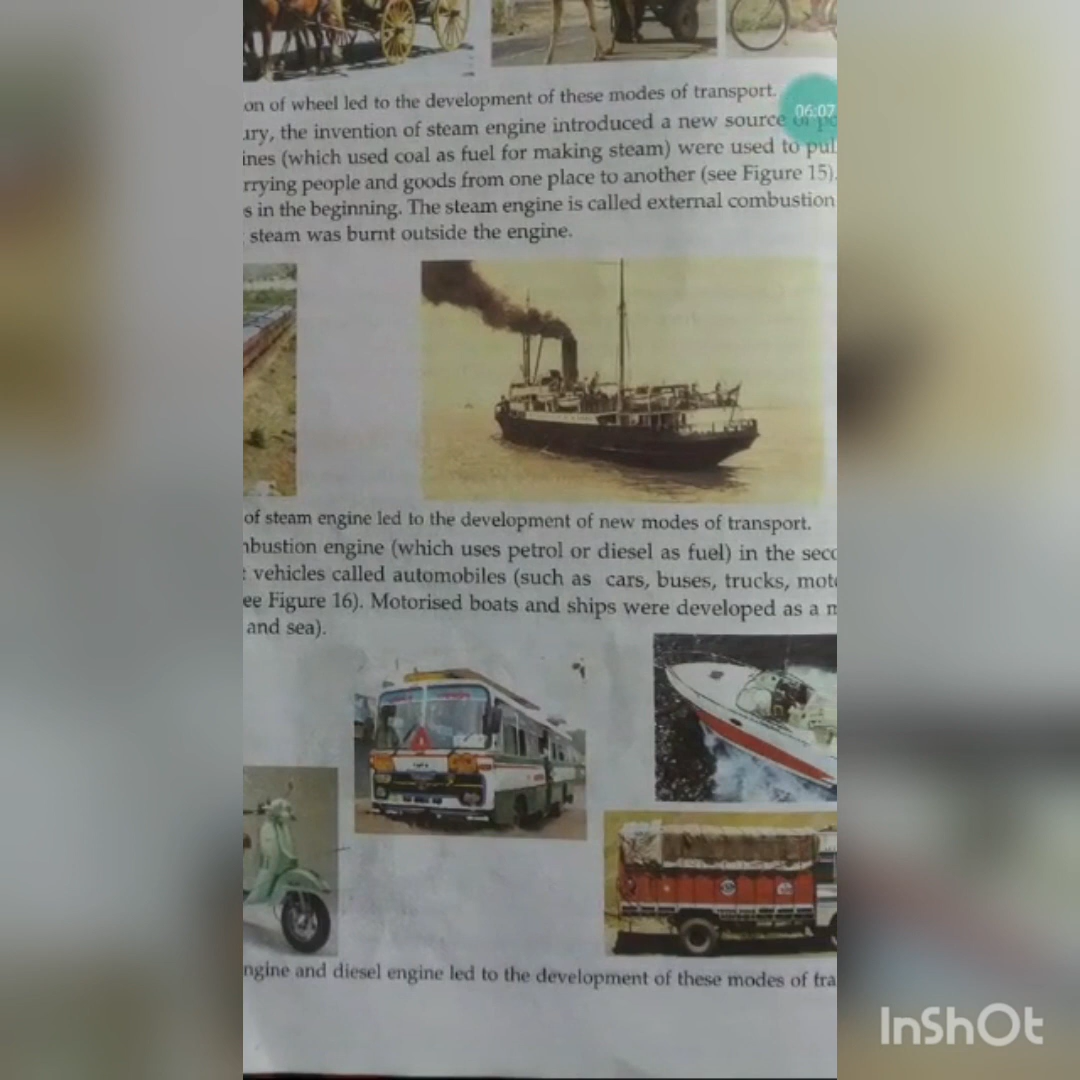 on of wheel led to the development of these modes of transport.
06:07
ury, the invention of steam engine introduced a new source of po
ines (which used coal as fuel for making steam) were used to pul
rrying people and goods from one place to another (see Figure 15).
s in the beginning. The steam engine is called external combustion
steam was burnt outside the engine.
of steam engine led to the development of new modes of transport.
nbustion engine (which uses petrol or diesel as fuel) in the seco
vehicles called automobiles (such as cars, buses, trucks, moto
ee Figure 16). Motorised boats and ships were developed as a m
and sea).
ngine and diesel engine led to the development of these modes of tra
InShOt